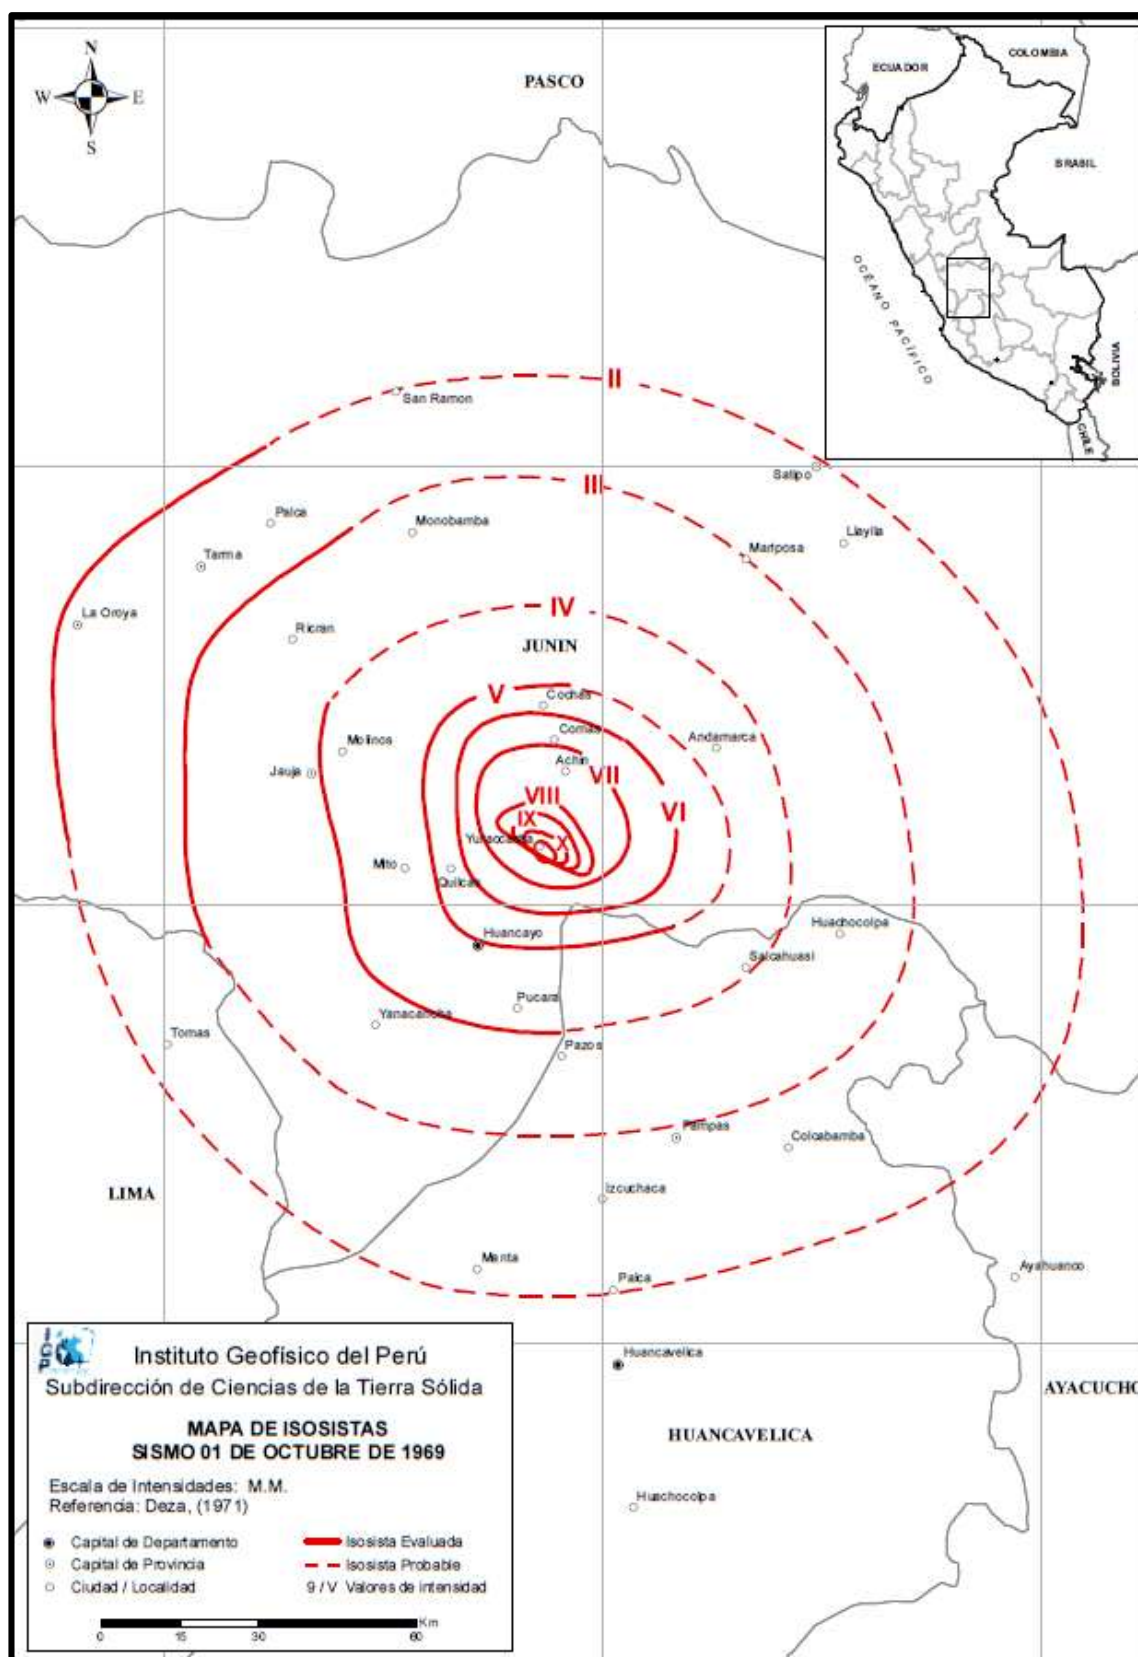 N
W E
S
PASCO
COLOMBIA
ECUADOR
BRASIL
OCÉANO PACÍFICO
BOLIVIA
CHILE
II
San Ramon
Satipo
III
Palca
Monobamba
Llaylla
Mariposa
Tarma
La Oroya
IV
Ricran
JUNIN
V
Cochas
Comas
Andamarca
Molinos
Achin
Jauja
VII
VIII
VI
IX
X
Mito
Quilcas
Huancayo
Huachocolpa
Salcahuasi
Pucara
Yanacancha
Tomas
Pazos
Pampas
Colcabamba
LIMA
Izcuchaca
Manta
Palca
Ayahuanco
Huancavelica
AYACUCHO
HUANCAVELICA
Huachocolpa
IGP
Instituto Geofísico del Perú
Subdirección de Ciencias de la Tierra Sólida
MAPA DE ISOSISTAS
SISMO 01 DE OCTUBRE DE 1969
Escala de Intensidades: M.M.
Referencia: Deza, (1971)
Capital de Departamento
Isosista Evaluada
Capital de Provincia
Isosista Probable
Ciudad / Localidad
9 / V Valores de intensidad
Km
0 15 30 60